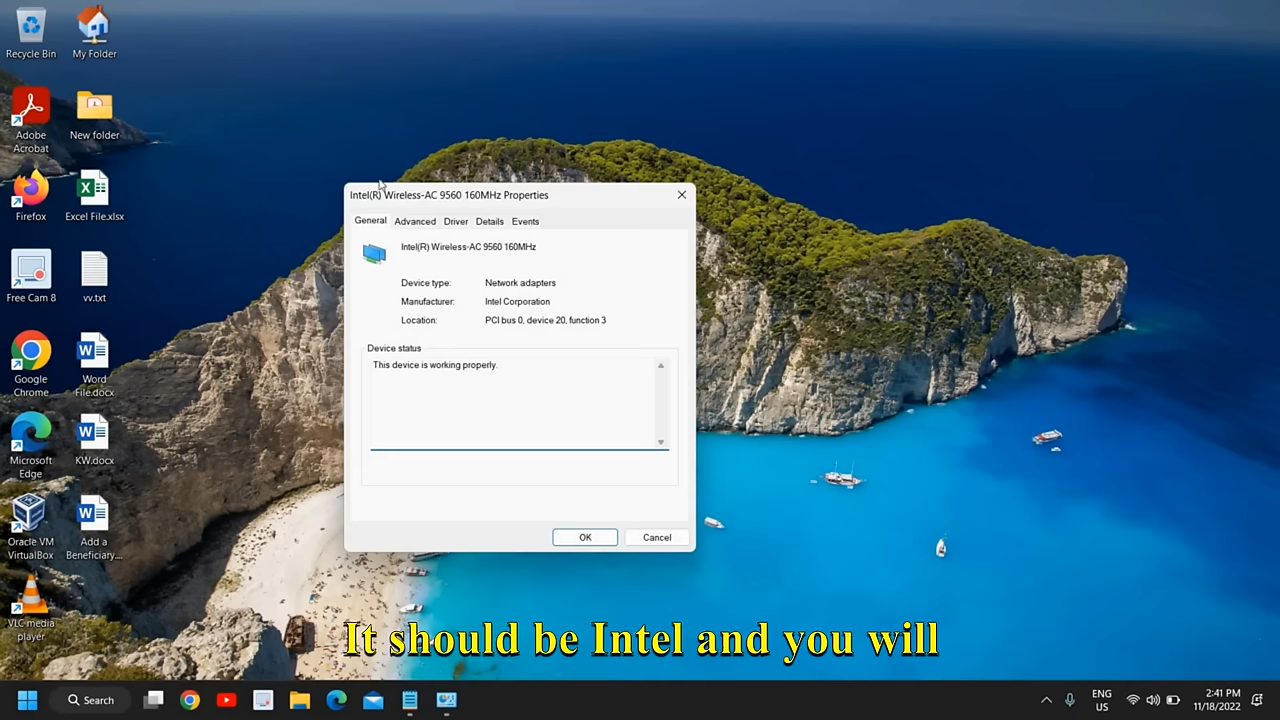 Recycle Bin
My Folder
Adobe
Acrobat
New folder
Firefox
Excel File.xlsx
Free Cam 8
vv.txt
Google
Chrome
Word
File.docx
Microsoft
Edge
KW.docx
Oracle VM
VirtualBox
Add a
Beneficiary....
VLC media
player
Intel(R) Wireless-AC 9560 160MHz Properties
General Advanced Driver Details Events
Intel(R) Wireless-AC 9560 160MHz
Device type: Network adapters
Manufacturer: Intel Corporation
Location: PCI bus 0, device 20, function 3
Device status
This device is working properly.
OK Cancel
It should be Intel and you will
Search
ENG
US
2:41 PM
11/18/2022